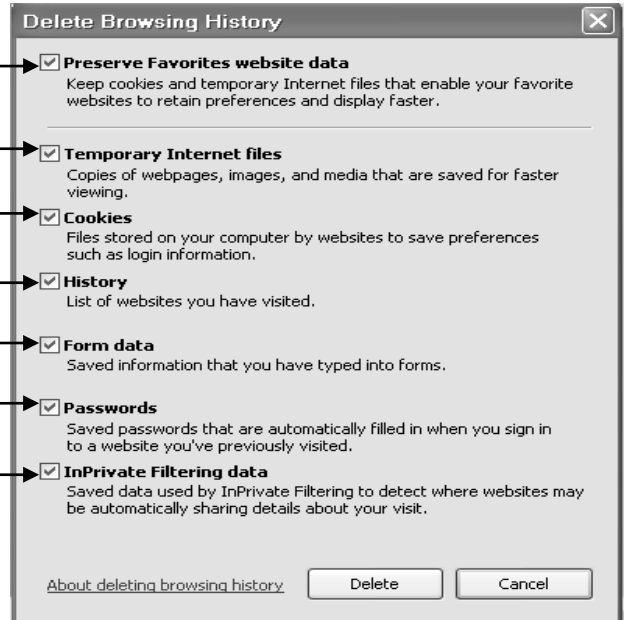 Delete Browsing History
Preserve Favorites website data
Keep cookies and temporary Internet files that enable your favorite
websites to retain preferences and display faster.
Temporary Internet files
Copies of webpages, images, and media that are saved for faster
viewing.
Cookies
Files stored on your computer by websites to save preferences
such as login information.
History
List of websites you have visited.
Form data
Saved information that you have typed into forms.
Passwords
Saved passwords that are automatically filled in when you sign in
to a website you've previously visited.
InPrivate Filtering data
Saved data used by InPrivate Filtering to detect where websites may
be automatically sharing details about your visit.
About deleting browsing history Delete Cancel